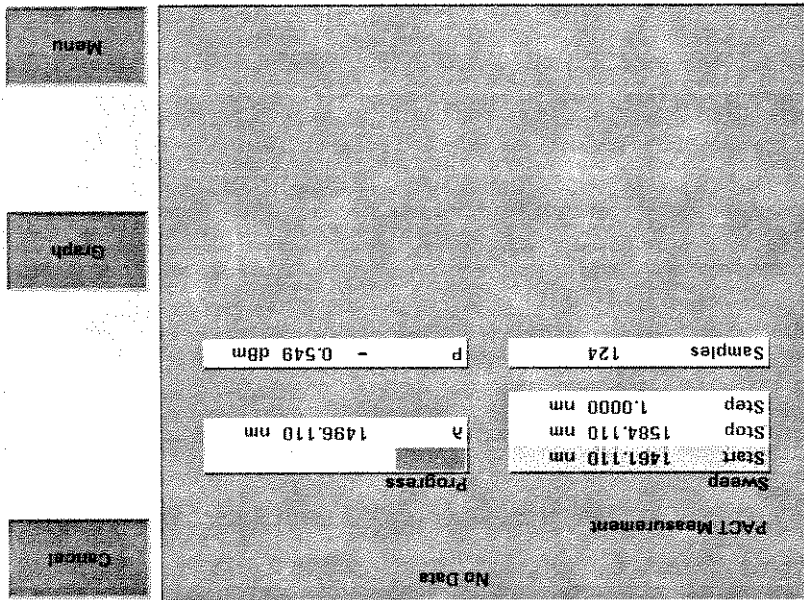 No Data
Cancel
PACT Measurement
Sweep
Start 1461.110 nm
Stop 1584.110 nm
Step 1.0000 nm
Samples 124
Progress
λ 1496.110 nm
P - 0.549 dBm
Graph
Menu